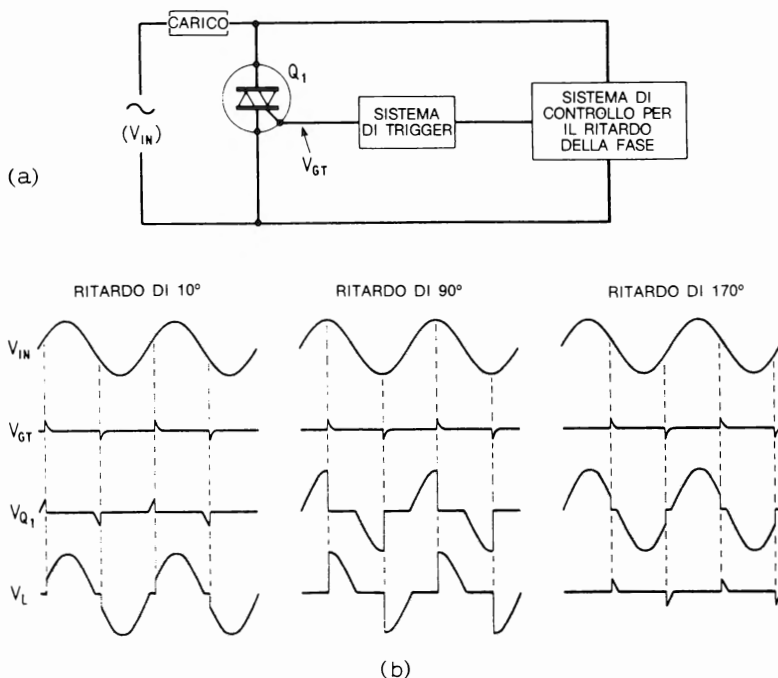 CARICO
Q1
SISTEMA
DI TRIGGER
SISTEMA DI
CONTROLLO PER
IL RITARDO
DELLA FASE
(VIN)
VGT
(a)
RITARDO DI 10°
RITARDO DI 90°
RITARDO DI 170°
VIN
VGT
VQ1
VL
(b)